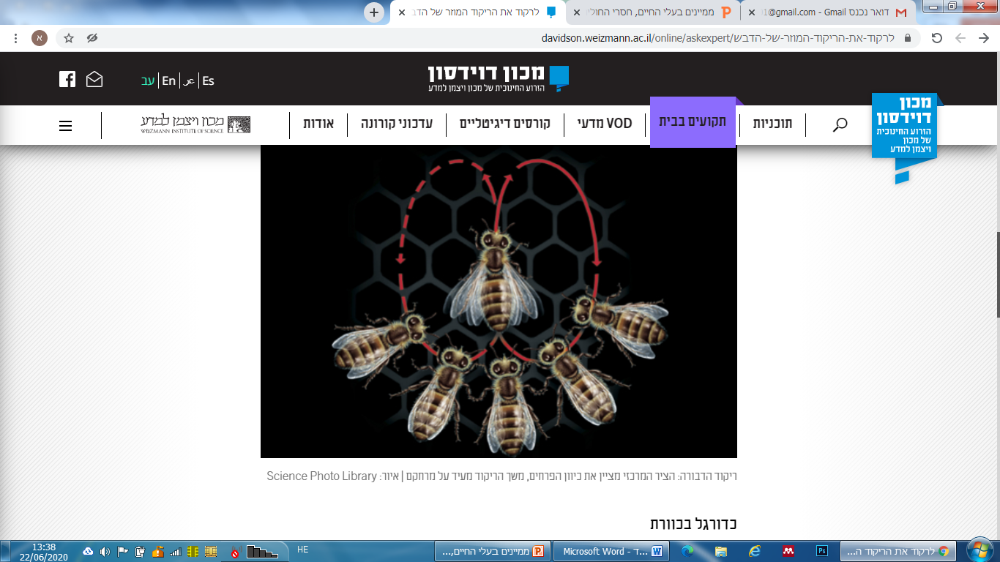 דואר נכנס - 11@gmail.com - Gmail
ממיינים בעלי החיים, חסרי החולי
לרקוד את הריקוד המוזר של הדב
davidson.weizmann.ac.il/online/askexpert/לרקוד-את-הריקוד-המוזר-של-הדבש
א
מכון דוידסון
הזרוע החינוכית של מכון ויצמן למדע
עב En عر Es
מכון
דוידסון
הזרוע החינוכית
של מכון
ויצמן למדע
תוכניות
תקועים בבית
VOD מדעי
קורסים דיגיטליים
עדכוני קורונה
אודות
מכון ויצמן למדע
WEIZMANN INSTITUTE OF SCIENCE
ריקוד הדבורה: הציר המרכזי מציין את כיוון הפרחים, משך הריקוד מעיד על מרחקם | איור: Science Photo Library
כדורגל בכוורת
לרקוד את הריקוד ה...
Ps
ד - Microsoft Word
ממיינים בעלי החיים,...
HE
13:38
22/06/2020